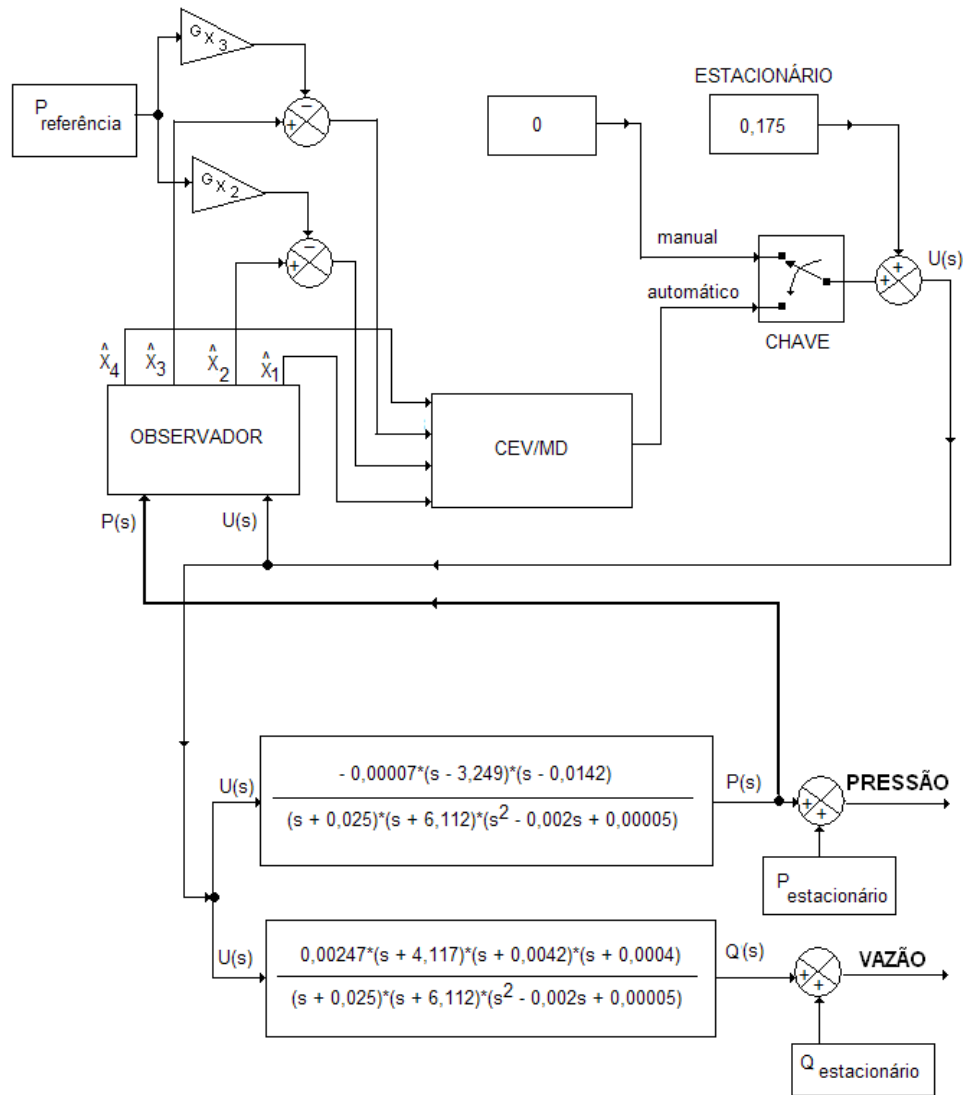 G X 3
P referência
ESTACIONÁRIO
0
0,175
−
+
G X 2
manual
+
U(s)
−
+
+
automático
CHAVE
X̂4 X̂3 X̂2 X̂1
OBSERVADOR
CEV/MD
P(s)
U(s)
- 0,00007*(s - 3,249)*(s - 0,0142)
U(s)
P(s)
PRESSÃO
(s + 0,025)*(s + 6,112)*(s2 - 0,002s + 0,00005)
+
+
P estacionário
0,00247*(s + 4,117)*(s + 0,0042)*(s + 0,0004)
U(s)
Q(s)
VAZÃO
(s + 0,025)*(s + 6,112)*(s2 - 0,002s + 0,00005)
+
+
Q estacionário